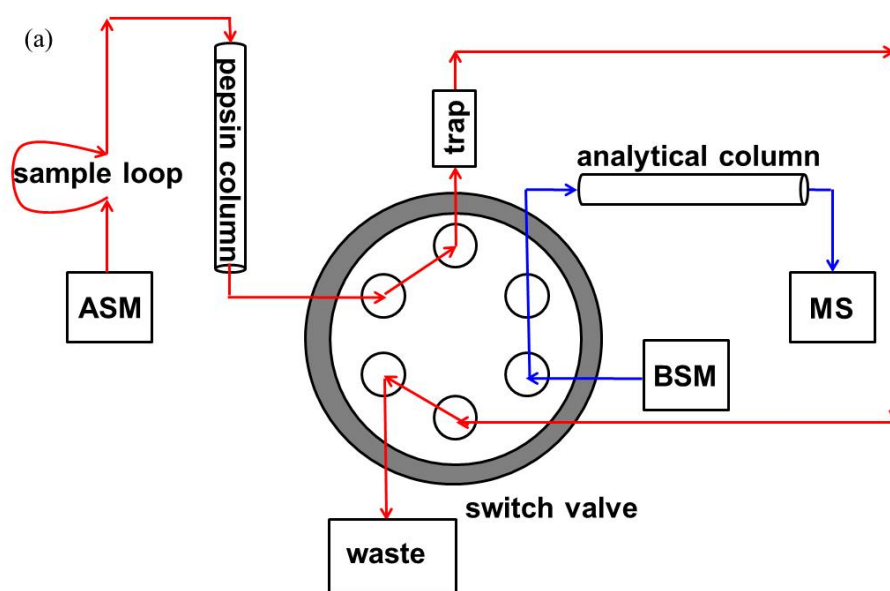 (a)
pepsin column
trap
analytical column
sample loop
ASM
MS
BSM
switch valve
waste